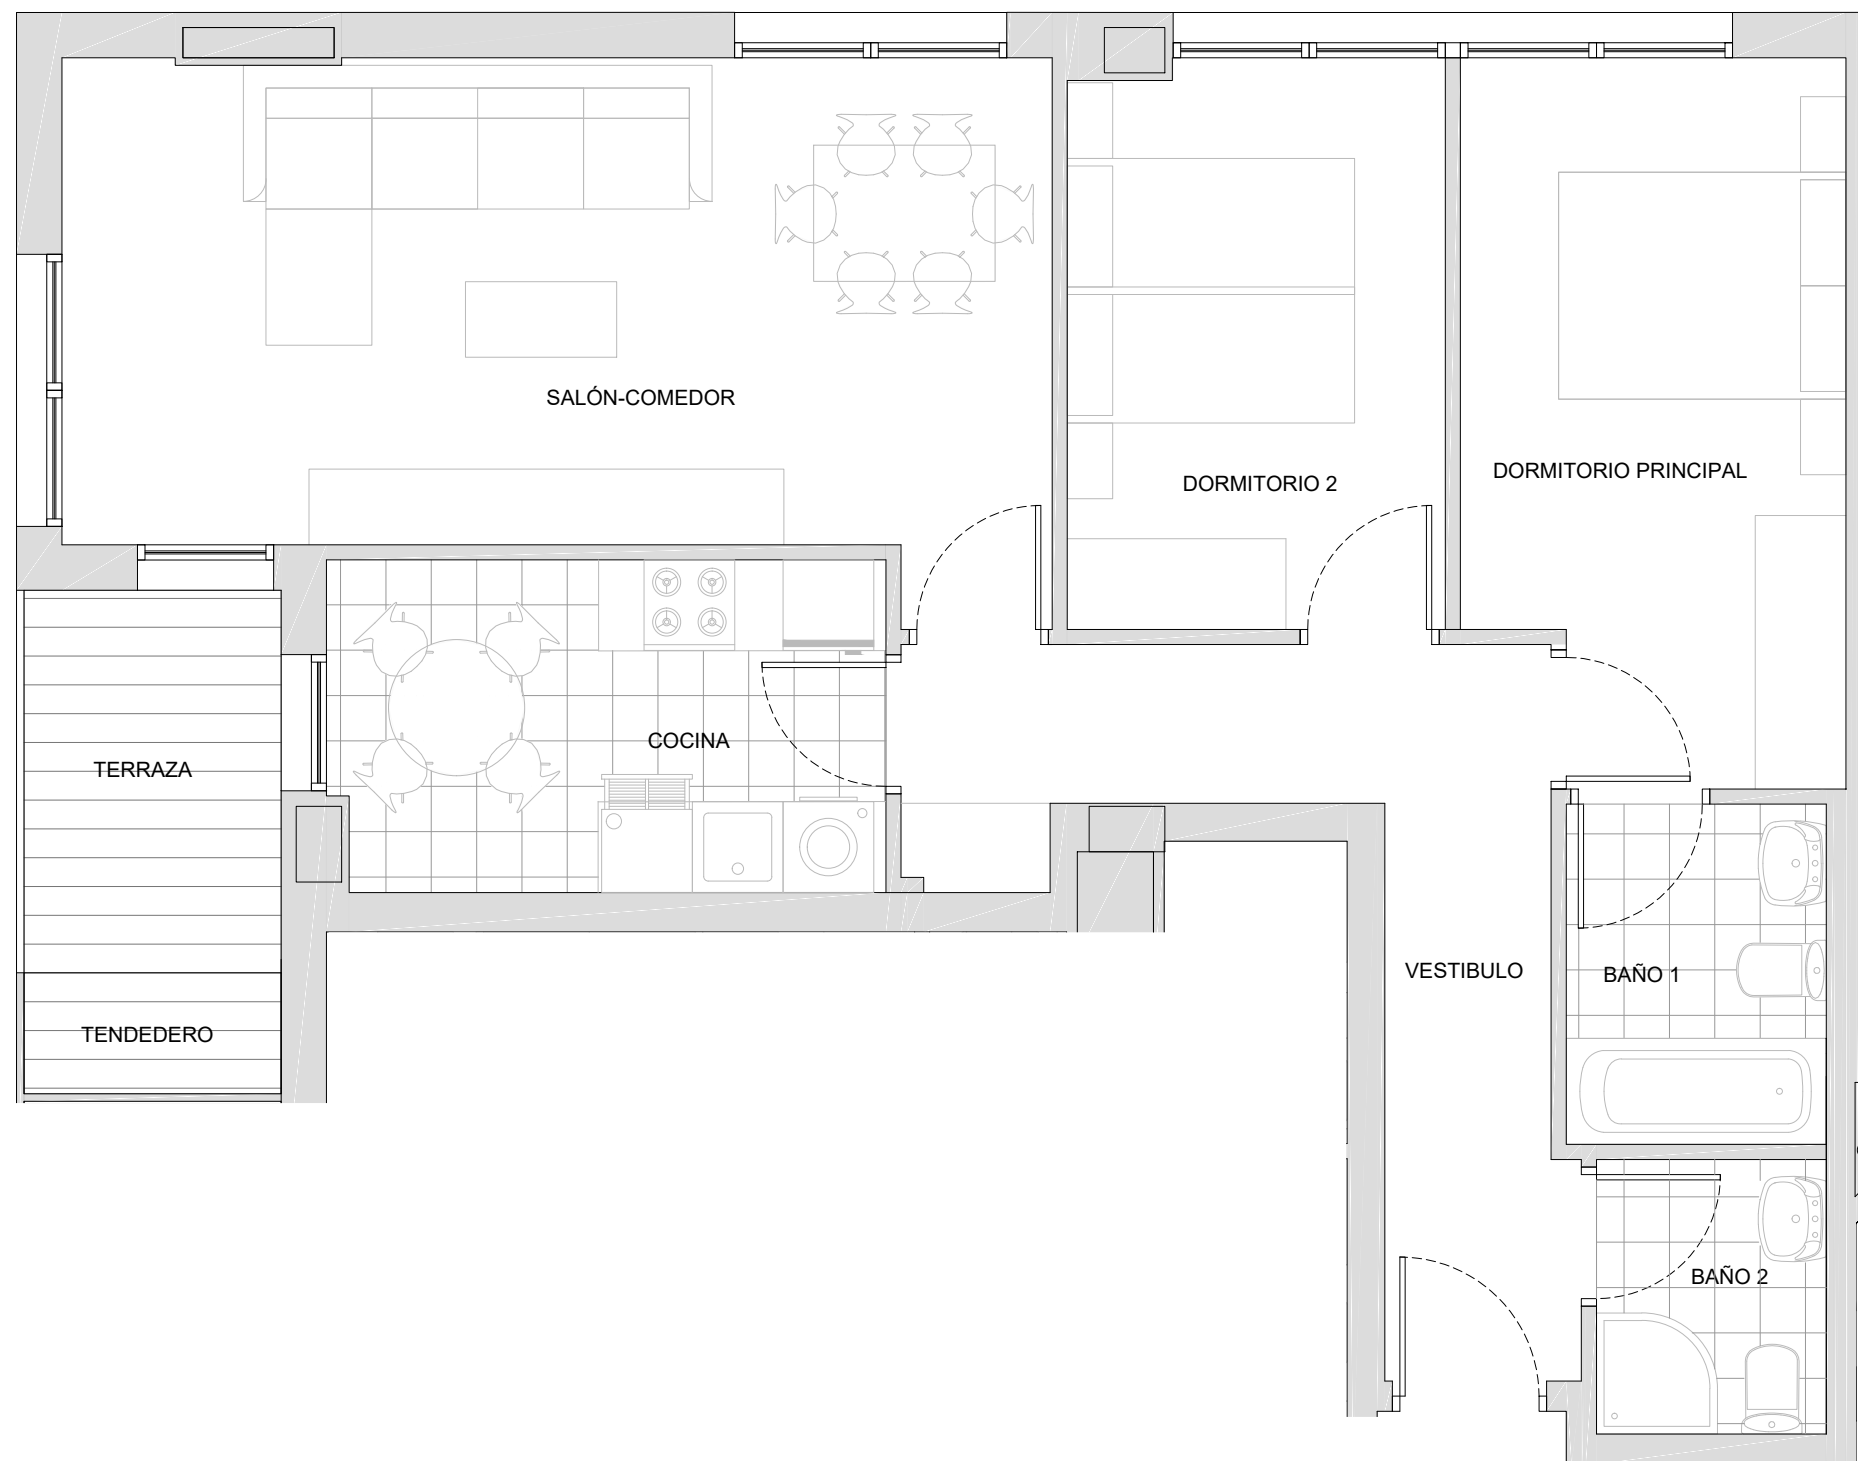 SALÓN-COMEDOR
DORMITORIO 2
DORMITORIO PRINCIPAL
COCINA
TERRAZA
VESTIBULO
BAÑO 1
TENDEDERO
BAÑO 2